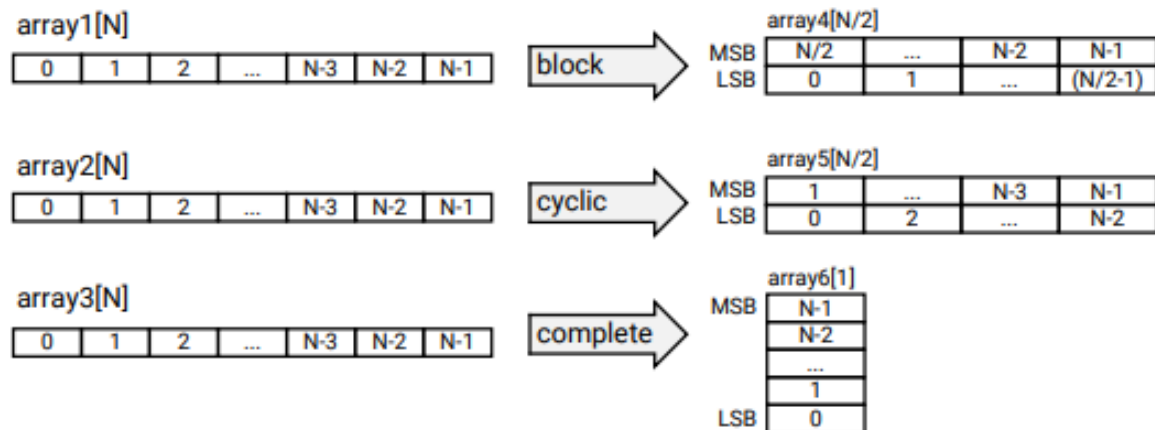 array1[N]
0 1 2 ... N-3 N-2 N-1
block
array4[N/2]
MSB N/2 ... N-2 N-1
LSB 0 1 ... (N/2-1)
array2[N]
0 1 2 ... N-3 N-2 N-1
cyclic
array5[N/2]
MSB 1 ... N-3 N-1
LSB 0 2 ... N-2
array3[N]
0 1 2 ... N-3 N-2 N-1
complete
array6[1]
MSB N-1
N-2
...
1
LSB 0